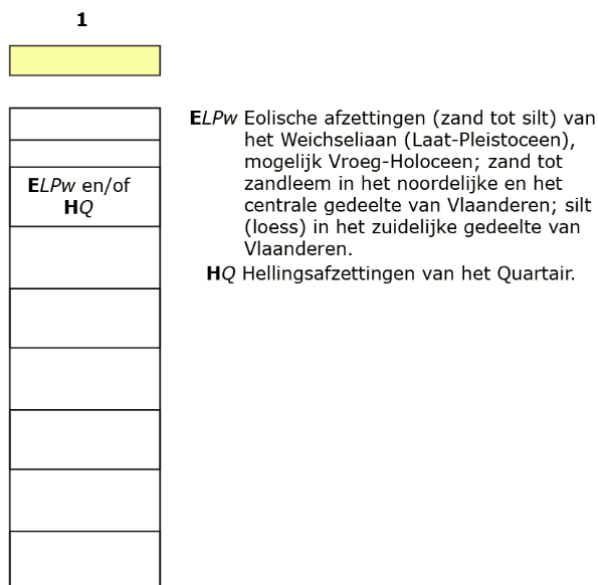 1
ELPw en/of
HQ
ELPw Eolische afzettingen (zand tot silt) van
het Weichseliaan (Laat-Pleistoceen),
mogelijk Vroeg-Holoceen; zand tot
zandleem in het noordelijke en het
centrale gedeelte van Vlaanderen; silt
(loess) in het zuidelijke gedeelte van
Vlaanderen.
HQ Hellingsafzettingen van het Quartair.